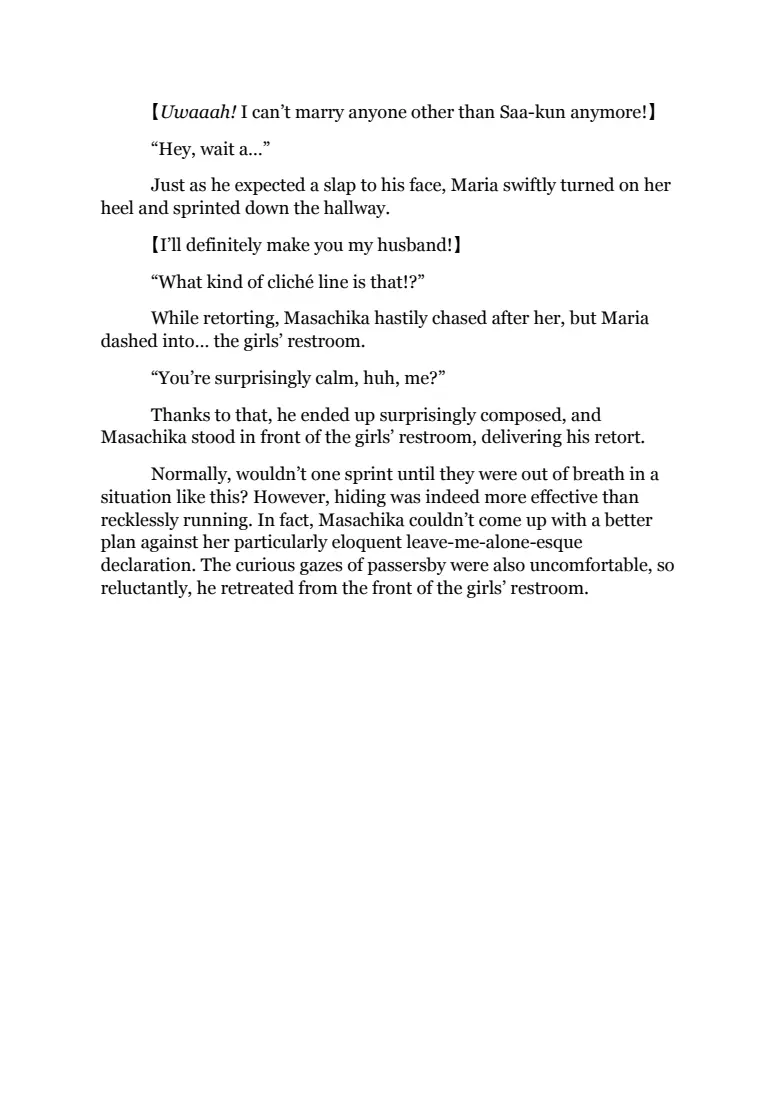 【Uwaaah! I can’t marry anyone other than Saa-kun anymore!】
“Hey, wait a…”
Just as he expected a slap to his face, Maria swiftly turned on her
heel and sprinted down the hallway.
【I’ll definitely make you my husband!】
“What kind of cliché line is that!?”
While retorting, Masachika hastily chased after her, but Maria
dashed into… the girls’ restroom.
“You’re surprisingly calm, huh, me?”
Thanks to that, he ended up surprisingly composed, and
Masachika stood in front of the girls’ restroom, delivering his retort.
Normally, wouldn’t one sprint until they were out of breath in a
situation like this? However, hiding was indeed more effective than
recklessly running. In fact, Masachika couldn’t come up with a better
plan against her particularly eloquent leave-me-alone-esque
declaration. The curious gazes of passersby were also uncomfortable, so
reluctantly, he retreated from the front of the girls’ restroom.